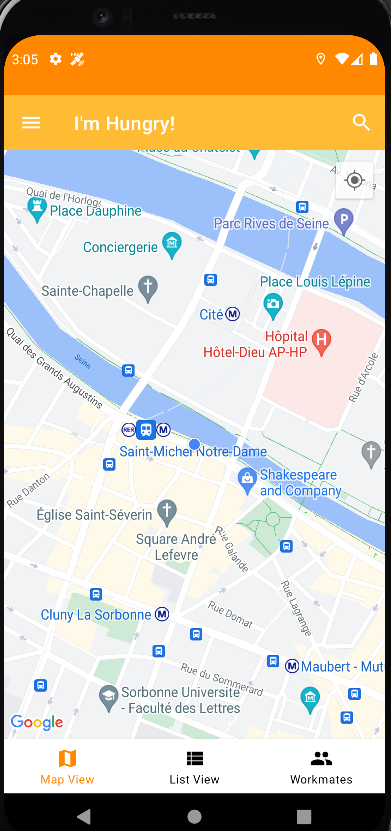 3:05
I'm Hungry!
Place du Châtelet
Quai de l'Horloge
Place Dauphine
Parc Rives de Seine
P
Conciergerie
Place Louis Lépine
Sainte-Chapelle
Cité M
Hôpital
Hôtel-Dieu AP-HP
H
Rue d'Arcole
Quai des Grands Augustins
Seine
RER M
Saint-Michel Notre-Dame
Shakespeare
and Company
Rue Danton
Église Saint-Séverin
Square André
Lefevre
Rue Galande
Rue Lagrange
Cluny La Sorbonne M
Rue Domat
M Maubert - Mut
Rue du Sommerard
Sorbonne Universite
- Faculté des Lettres
Google
Map View
List View
Workmates